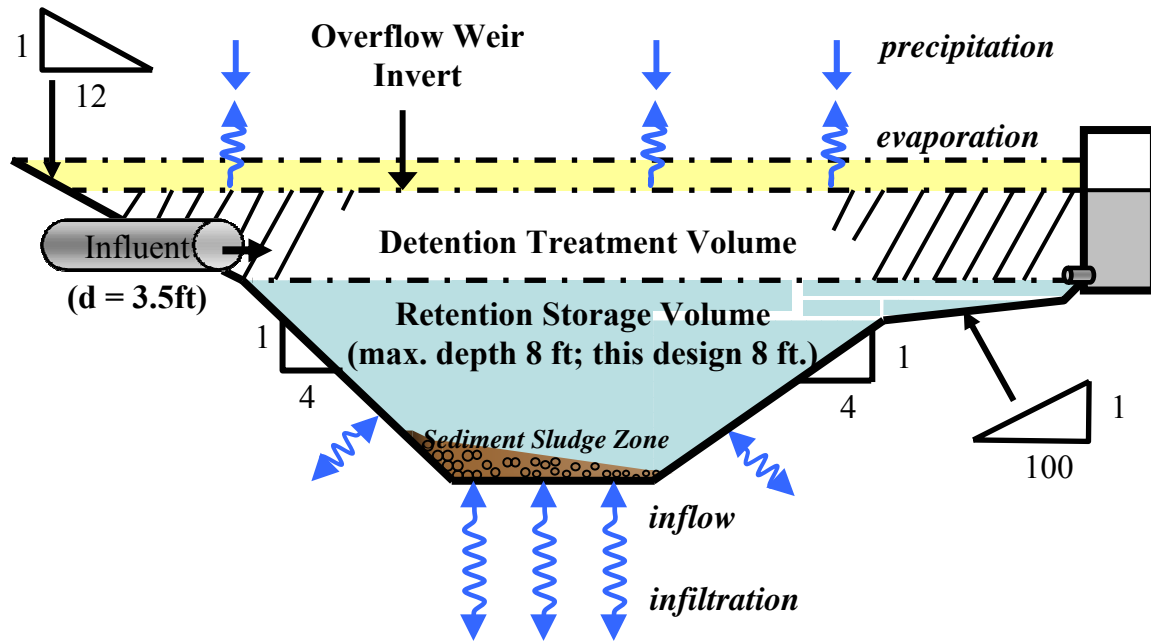 1
12
Overflow Weir
Invert
precipitation
evaporation
Influent
(d = 3.5ft)
Detention Treatment Volume
Retention Storage Volume
(max. depth 8 ft; this design 8 ft.)
1
4
1
4
Sediment Sludge Zone
1
100
inflow
infiltration